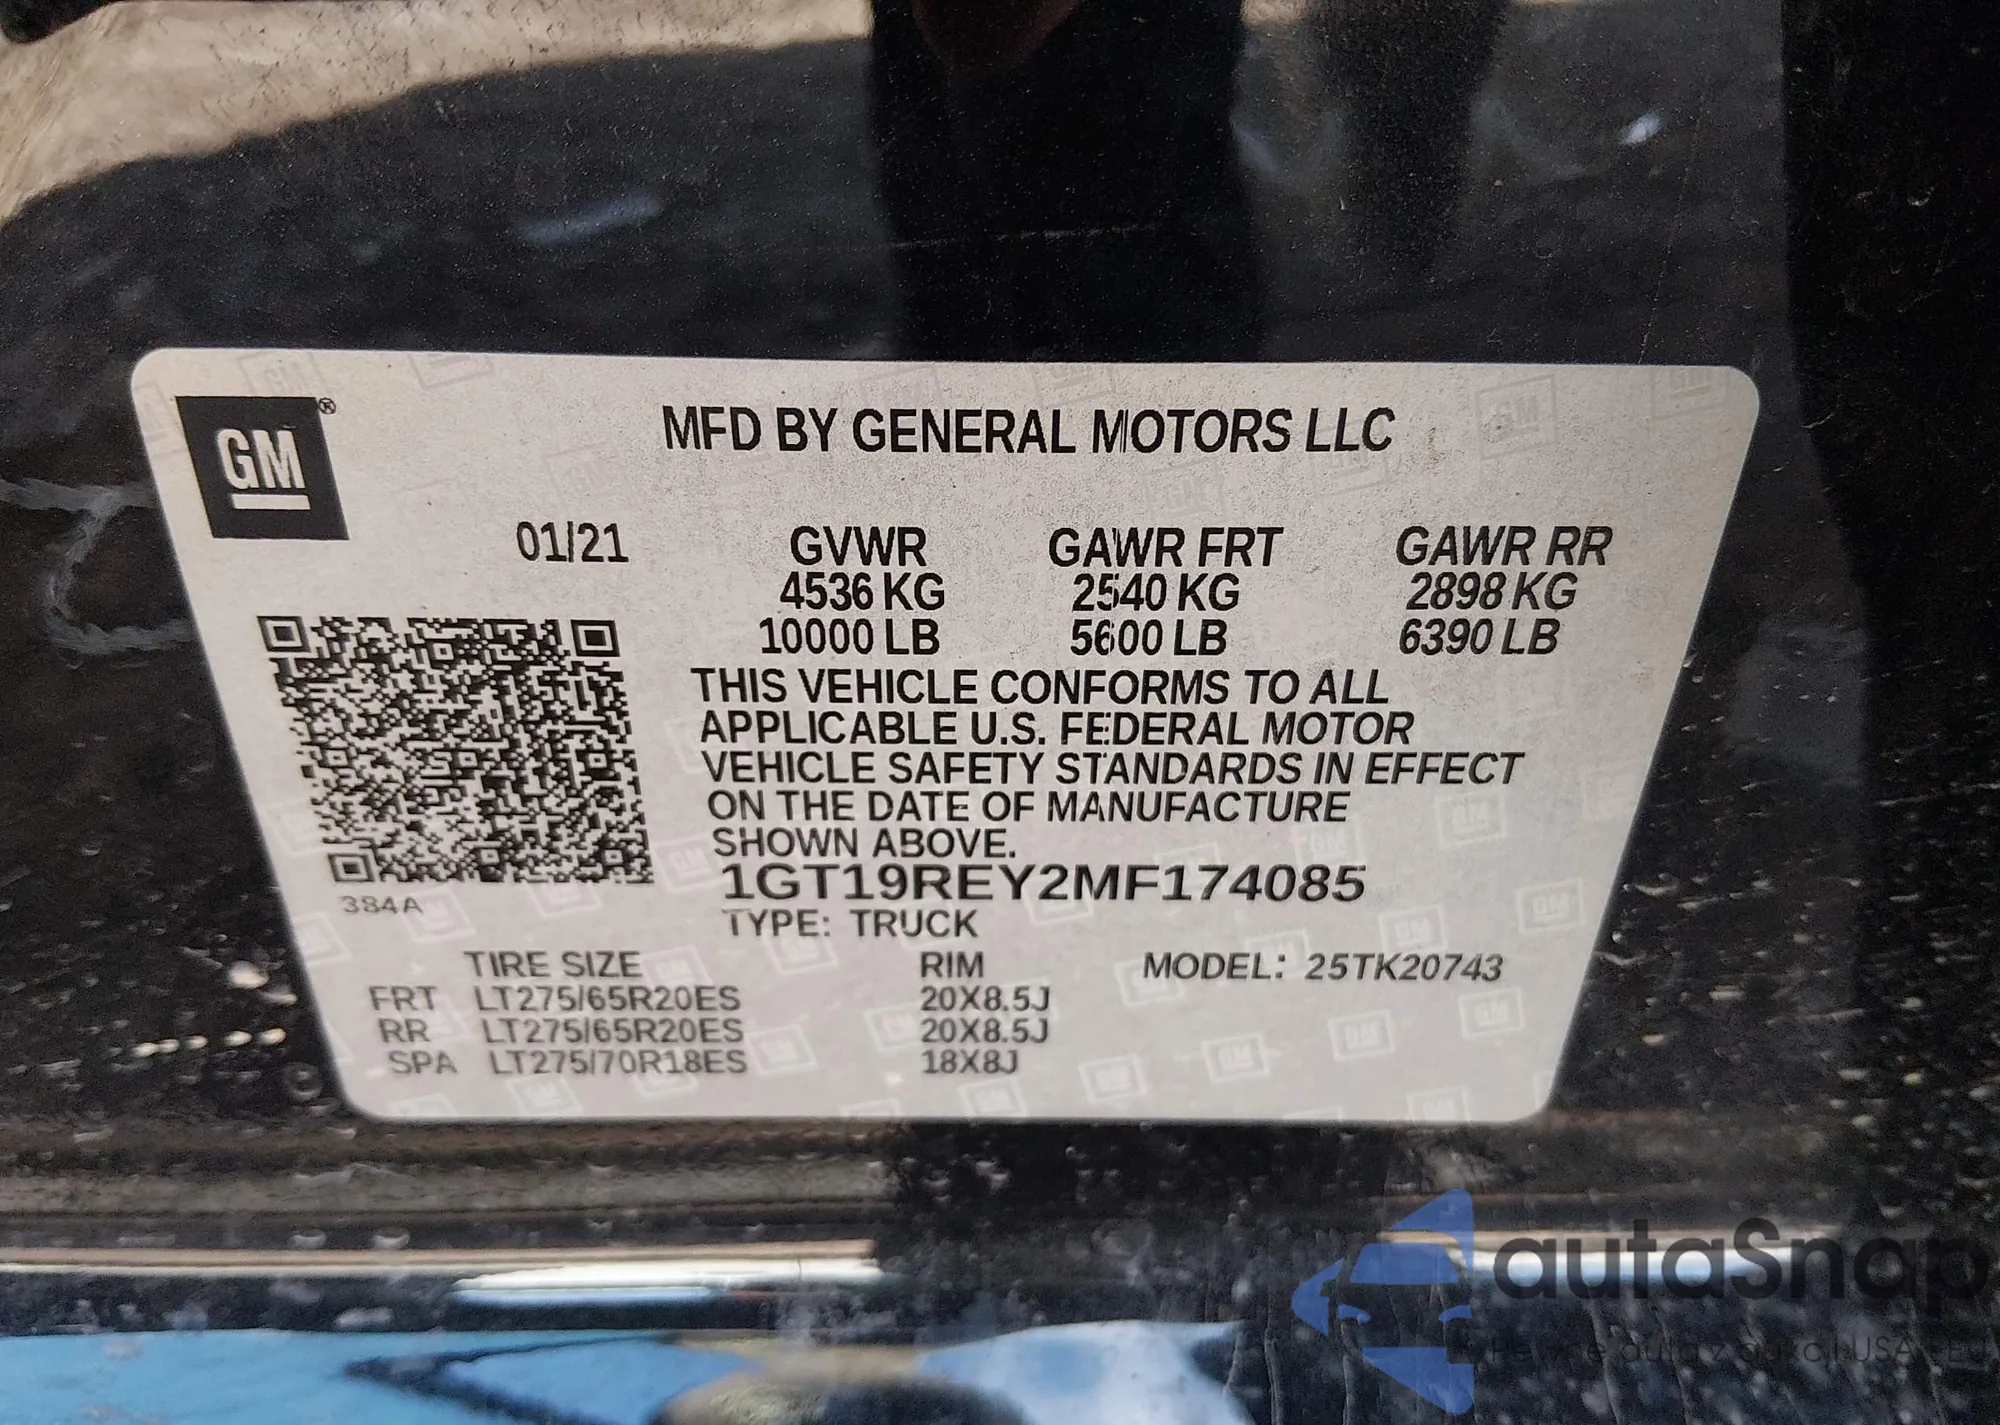 GM®
MFD BY GENERAL MOTORS LLC
01/21 GVWR GAWR FRT GAWR RR
4536 KG 2540 KG 2898 KG
10000 LB 5600 LB 6390 LB
THIS VEHICLE CONFORMS TO ALL
APPLICABLE U.S. FEDERAL MOTOR
VEHICLE SAFETY STANDARDS IN EFFECT
ON THE DATE OF MANUFACTURE
SHOWN ABOVE.
384A
1GT19REY2MF174085
TYPE: TRUCK
TIRE SIZE RIM MODEL: 25TK20743
FRT LT275/65R20ES 20X8.5J
RR LT275/65R20ES 20X8.5J
SPA LT275/70R18ES 18X8J
autaSnap
auta z USA